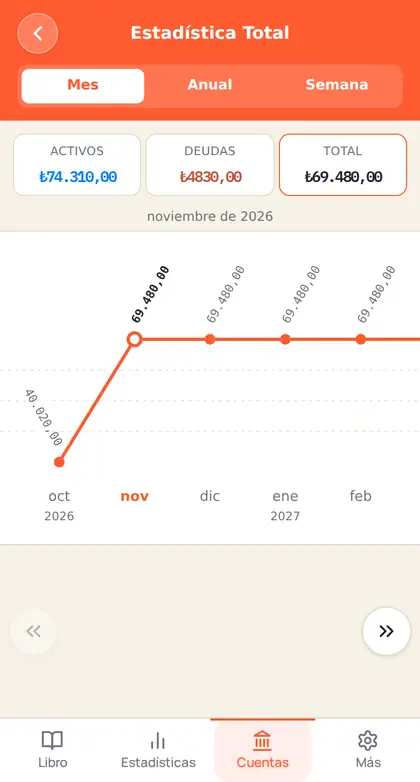 Estadística Total
Mes Anual Semana
ACTIVOS DEUDAS TOTAL
₺74.310,00 ₺4830,00 ₺69.480,00
noviembre de 2026
69.480,00 69.480,00 69.480,00 69.480,00
40.020,00
oct nov dic ene feb
2026 2027
Libro Estadísticas Cuentas Más